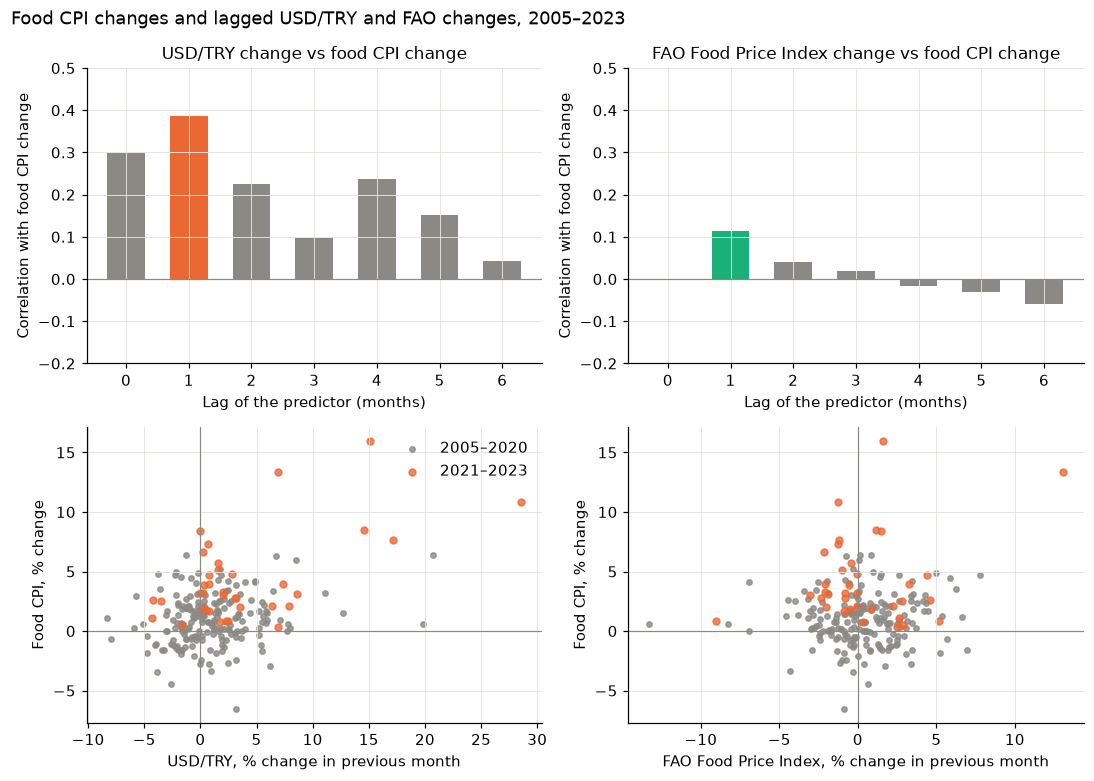 Food CPI changes and lagged USD/TRY and FAO changes, 2005–2023
USD/TRY change vs food CPI change
Correlation with food CPI change
0.5
0.4
0.3
0.2
0.1
0.0
−0.1
−0.2
0 1 2 3 4 5 6
Lag of the predictor (months)
FAO Food Price Index change vs food CPI change
Correlation with food CPI change
0.5
0.4
0.3
0.2
0.1
0.0
−0.1
−0.2
0 1 2 3 4 5 6
Lag of the predictor (months)
Food CPI, % change
15
10
5
0
−5
2005–2020
2021–2023
−10 −5 0 5 10 15 20 25 30
USD/TRY, % change in previous month
Food CPI, % change
15
10
5
0
−5
−10 −5 0 5 10
FAO Food Price Index, % change in previous month